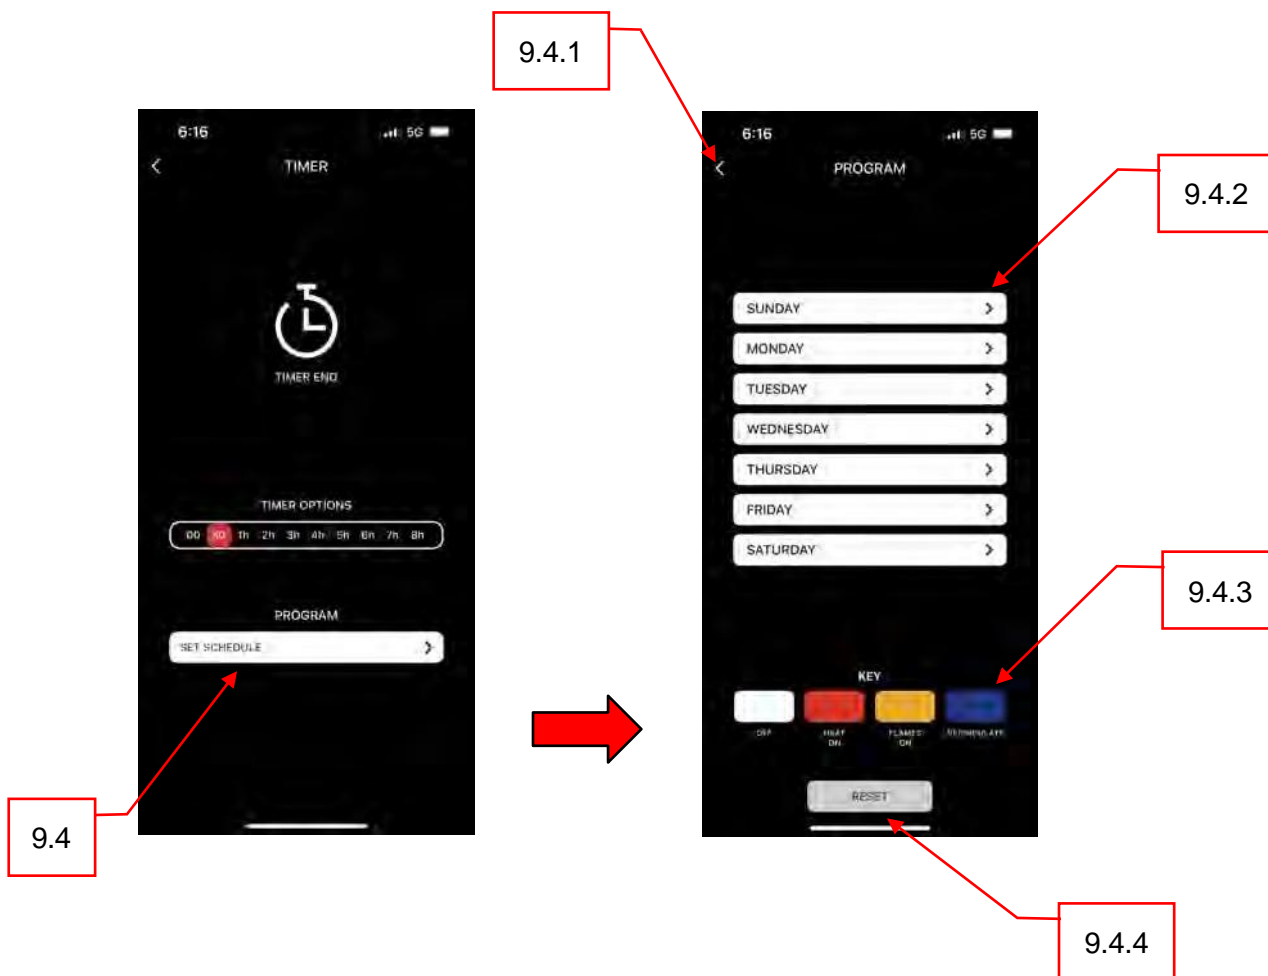 9.4.1
6:16
5G
TIMER
TIMER END
TIMER OPTIONS
00 30 1h 2h 3h 4h 5h 6h 7h 8h
PROGRAM
SET SCHEDULE
9.4
6:16
5G
PROGRAM
9.4.2
SUNDAY
MONDAY
TUESDAY
WEDNESDAY
THURSDAY
FRIDAY
SATURDAY
9.4.3
KEY
OFF
HEAT
ON
FLAMES
ON
RESET
9.4.4